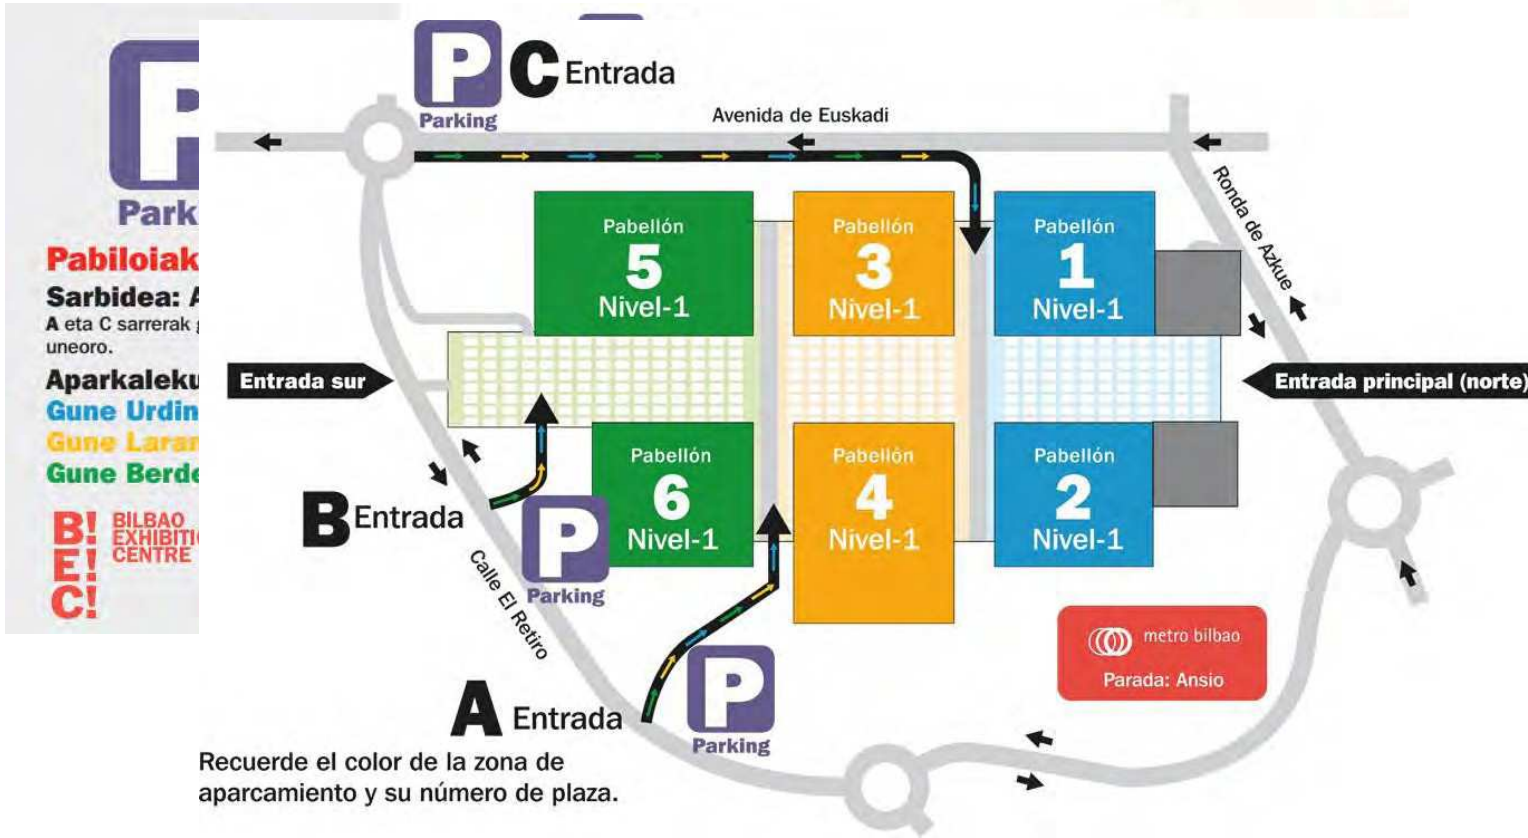 P
Park
Pabiloiak
Sarbidea: A
A eta C sarrerak g
uneoro.
Aparkaleku
Gune Urdin
Gune Laran
Gune Berde
B!
E!
C!
BILBAO
EXHIBITI
CENTRE
P
Parking
C Entrada
Avenida de Euskadi
Ronda de Azkue
Pabellón
5
Nivel-1
Pabellón
3
Nivel-1
Pabellón
1
Nivel-1
Entrada sur
Entrada principal (norte)
Pabellón
6
Nivel-1
Pabellón
4
Nivel-1
Pabellón
2
Nivel-1
B Entrada
P
Parking
Calle El Retiro
A Entrada
P
Parking
metro bilbao
Parada: Ansio
Recuerde el color de la zona de
aparcamiento y su número de plaza.